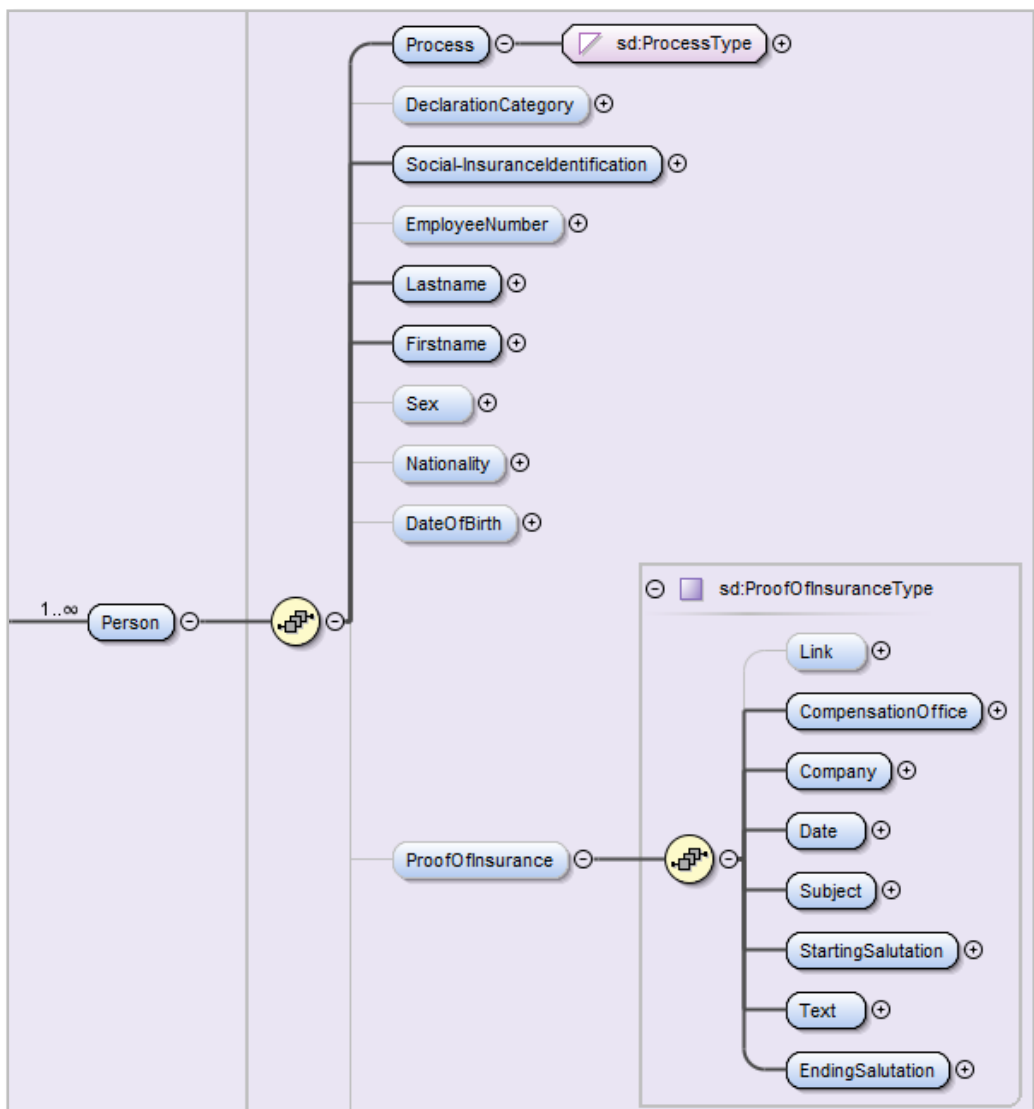 Process
sd:ProcessType
DeclarationCategory
Social-InsuranceIdentification
EmployeeNumber
Lastname
Firstname
Sex
Nationality
DateOfBirth
1..∞
Person
sd:ProofOfInsuranceType
Link
CompensationOffice
Company
Date
ProofOfInsurance
Subject
StartingSalutation
Text
EndingSalutation